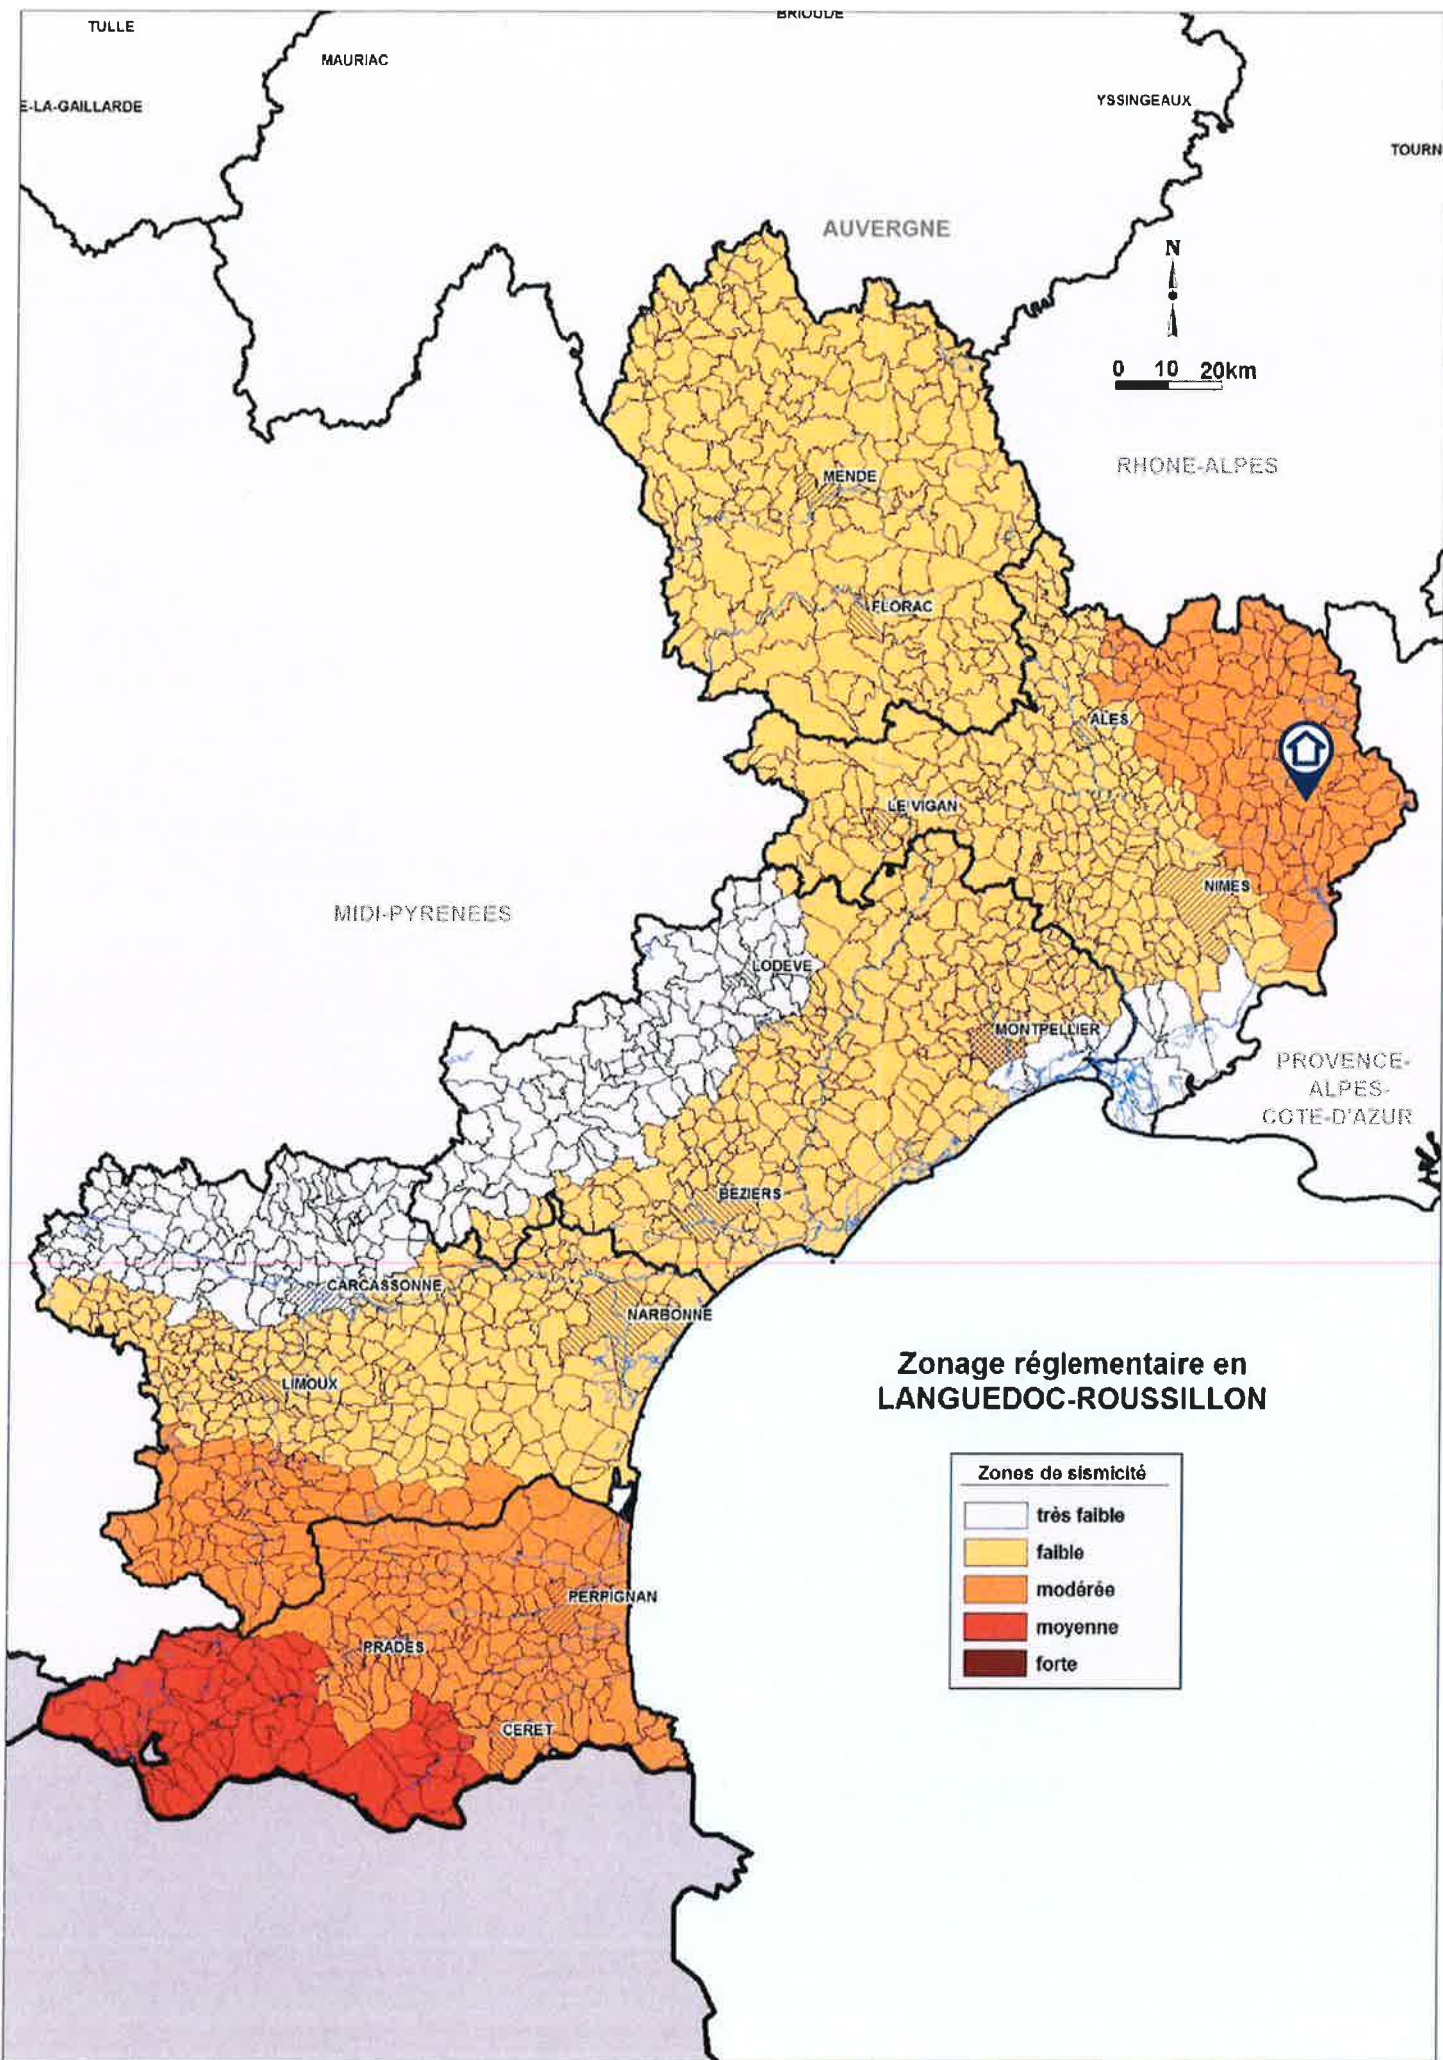 BRIOUDE
TULLE
MAURIAC
E-LA-GAILLARDE
YSSINGEAUX
TOURN
AUVERGNE
N
0 10 20km
RHONE-ALPES
MENDE
FLORAC
ALES
LE VIGAN
NIMES
MIDI-PYRENEES
LODEVE
MONTPELLIER
PROVENCE-
ALPES-
COTE-D'AZUR
BEZIERS
CARCASSONNE
NARBONNE
LIMOUX
Zonage réglementaire en
LANGUEDOC-ROUSSILLON
Zones de sismicité
très faible
faible
modérée
moyenne
forte
PERPIGNAN
PRADES
CERET